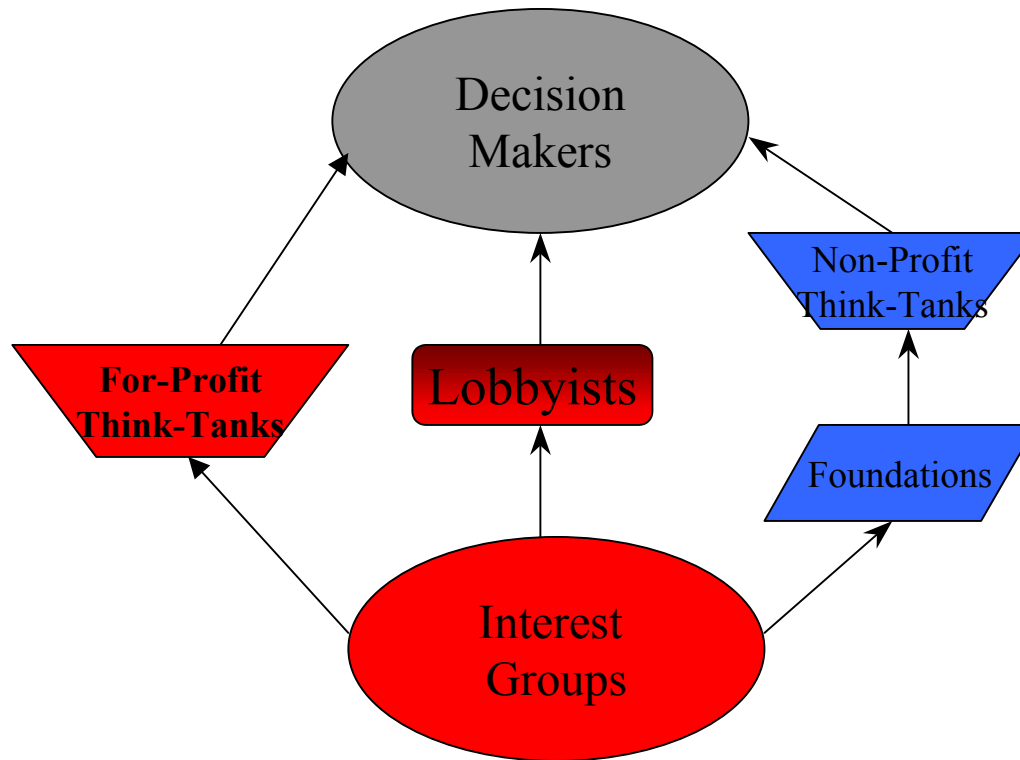 Decision
Makers
Non-Profit
Think-Tanks
For-Profit
Think-Tanks
Lobbyists
Foundations
Interest
Groups